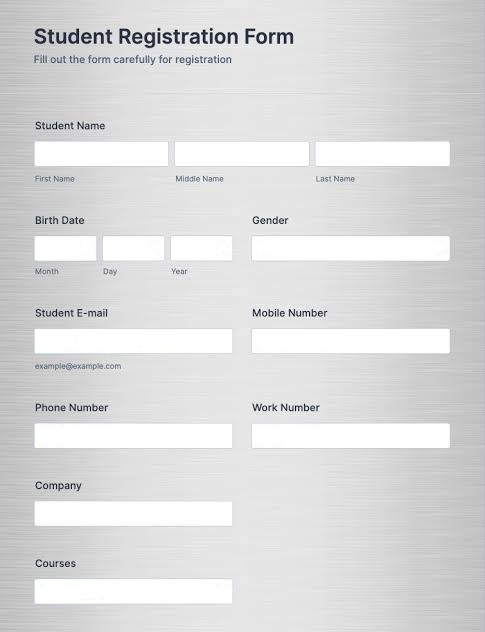 Student Registration Form
Fill out the form carefully for registration
Student Name
First Name Middle Name Last Name
Birth Date Gender
Month Day Year
Student E-mail Mobile Number
example@example.com
Phone Number Work Number
Company
Courses